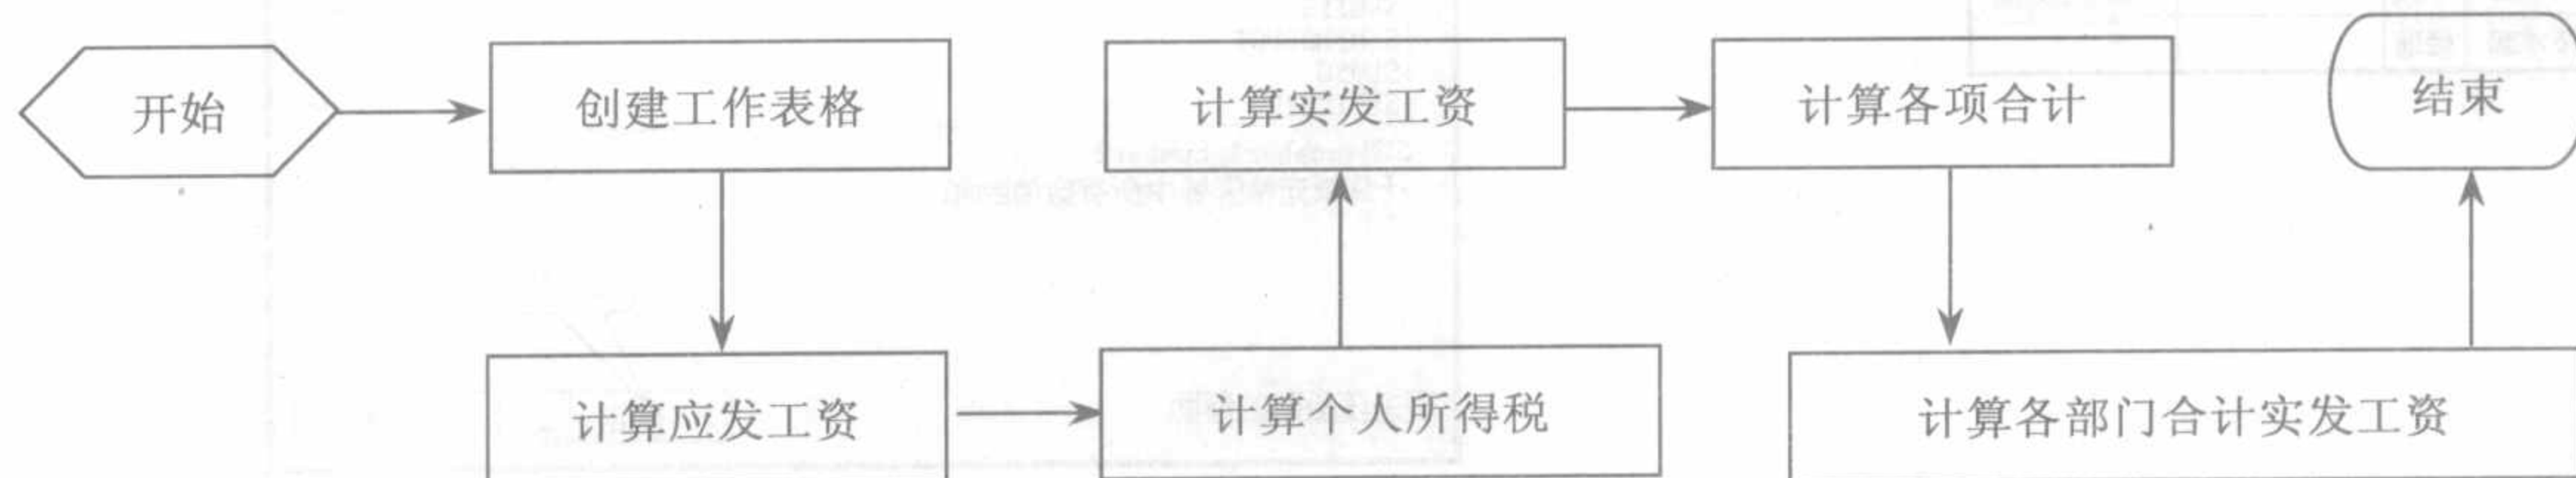 开始
创建工作表格
计算应发工资
计算个人所得税
计算实发工资
计算各项合计
计算各部门合计实发工资
结束